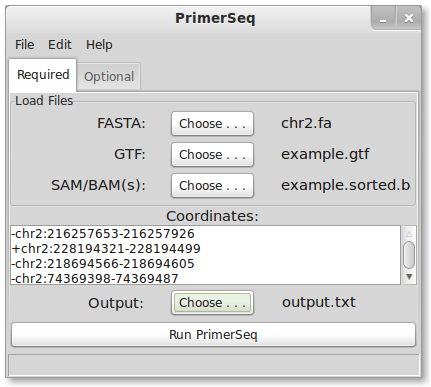 PrimerSeq
File Edit Help
Required Optional
Load Files
FASTA: Choose . . . chr2.fa
GTF: Choose . . . example.gtf
SAM/BAM(s): Choose . . . example.sorted.b
Coordinates:
-chr2:216257653-216257926
+chr2:228194321-228194499
-chr2:218694566-218694605
-chr2:74369398-74369487
Output: Choose . . . output.txt
Run PrimerSeq